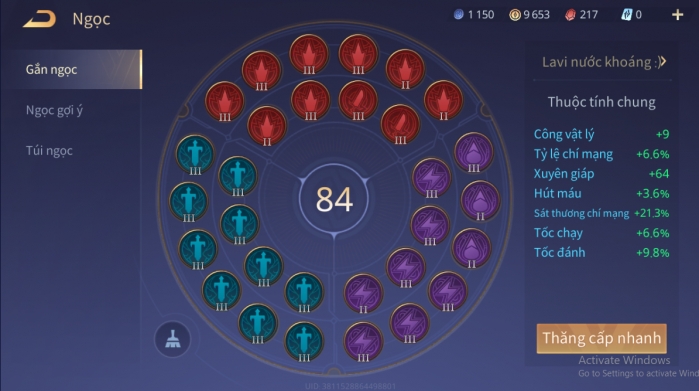 Ngọc
1 150
9 653
217
0
Gắn ngọc
Ngọc gợi ý
Túi ngọc
84
Lavi nước khoáng :)
Thuộc tính chung
Công vật lý +9
Tỷ lệ chí mạng +6.6%
Xuyên giáp +64
Hút máu +3.6%
Sát thương chí mạng +21.3%
Tốc chạy +6.6%
Tốc đánh +9.8%
Thăng cấp nhanh
Activate Windows
Go to Settings to activate Wind